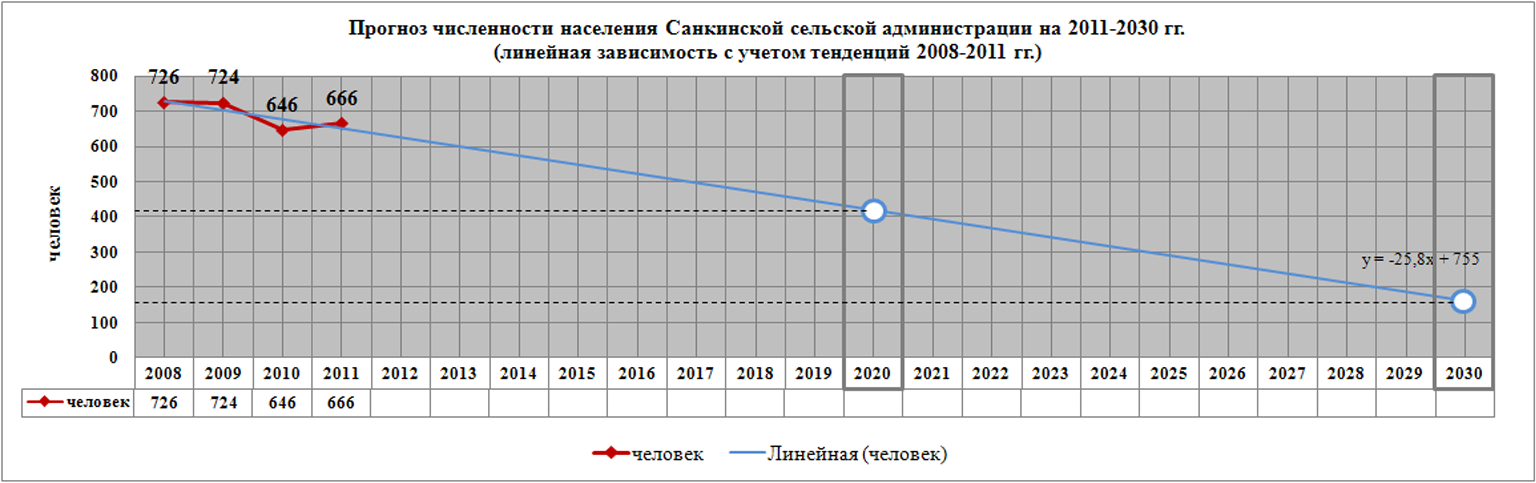 Прогноз численности населения Санкинской сельской администрации на 2011-2030 гг.
(линейная зависимость с учетом тенденций 2008-2011 гг.)
человек
800
700
600
500
400
300
200
100
0
726 724 646 666
y = -25,8x + 755
2008 2009 2010 2011 2012 2013 2014 2015 2016 2017 2018 2019 2020 2021 2022 2023 2024 2025 2026 2027 2028 2029 2030
человек 726 724 646 666
человек Линейная (человек)